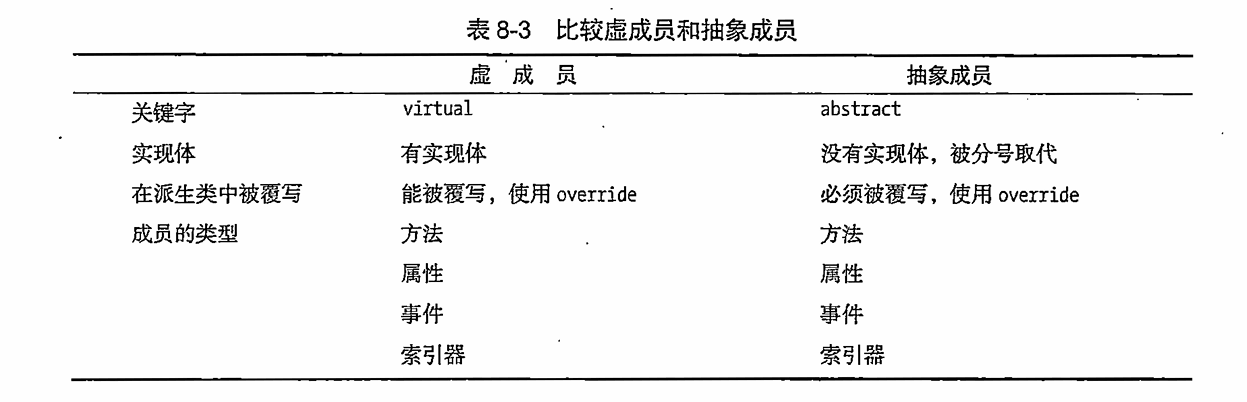 表 8-3 比较虚成员和抽象成员
虚 成 员 抽象成员
关键字 virtual abstract
实现体 有实现体 没有实现体，被分号取代
在派生类中被覆写 能被覆写，使用 override 必须被覆写，使用 override
成员的类型 方法 方法
属性 属性
事件 事件
索引器 索引器